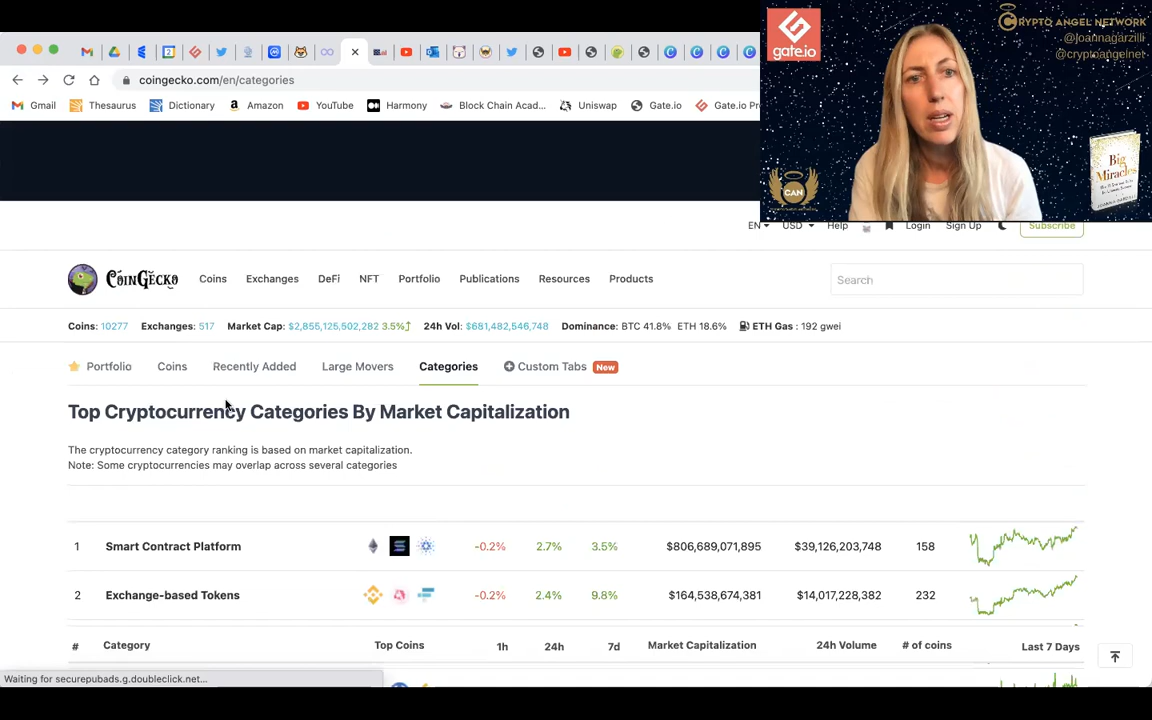 gate.io
CRYPTO ANGEL NETWORK
@joannagarzilli
@cryptoangelnet
CAN
Big
Miracles
coingecko.com/en/categories
Gmail Thesaurus Dictionary Amazon YouTube Harmony Block Chain Acad... Uniswap Gate.io Gate.io Pr
EN USD Help Login Sign Up Subscribe
COINGECKO Coins Exchanges DeFi NFT Portfolio Publications Resources Products Search
Coins: 10277 Exchanges: 517 Market Cap: $2,855,125,502,282 3.5% 24h Vol: $681,482,546,748 Dominance: BTC 41.8% ETH 18.6% ETH Gas : 192 gwei
Portfolio Coins Recently Added Large Movers Categories Custom Tabs New
Top Cryptocurrency Categories By Market Capitalization
The cryptocurrency category ranking is based on market capitalization.
Note: Some cryptocurrencies may overlap across several categories
1 Smart Contract Platform -0.2% 2.7% 3.5% $806,689,071,895 $39,126,203,748 158
2 Exchange-based Tokens -0.2% 2.4% 9.8% $164,538,674,381 $14,017,228,382 232
# Category Top Coins 1h 24h 7d Market Capitalization 24h Volume # of coins Last 7 Days
Waiting for securepubads.g.doubleclick.net...